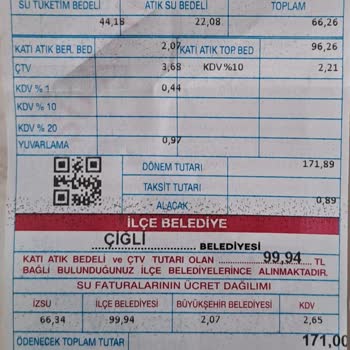 SU TÜKETİM BEDELİ ATIK SU BEDELİ TOPLAM
44,18 22,08 66,26
KATI ATIK BER. BED 2,07 KATI ATIK TOP. BED 96,26
ÇTV 3,68 KDV %10 2,21
KDV % 1 0,44
KDV % 10
KDV % 20
YUVARLAMA 0,97
DÖNEM TUTARI 171,89
TAKSİT TUTARI
ALACAK 0,89
İLÇE BELEDİYE
ÇİĞLİ BELEDİYESİ
KATI ATIK BEDELİ ve ÇTV TUTARI OLAN 99,94 TL
BAĞLI BULUNDUĞUNUZ İLÇE BELEDİYELERİNCE ALINMAKTADIR.
SU FATURALARININ ÜCRET DAĞILIMI
İZSU İLÇE BELEDİYESİ BÜYÜKŞEHİR BELEDİYESİ KDV
66,34 99,94 2,07 2,65
ÖDENECEK TOPLAM TUTAR 171,00